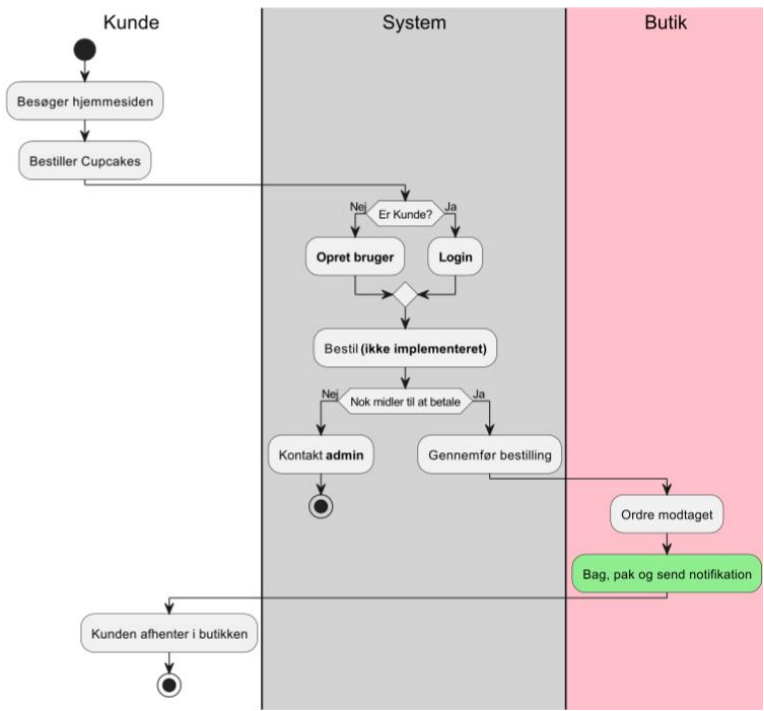 Kunde
System
Butik
Besøger hjemmesiden
Bestiller Cupcakes
Nej
Er Kunde?
Ja
Opret bruger
Login
Bestil (ikke implementeret)
Nej
Nok midler til at betale
Ja
Kontakt admin
Gennemfør bestilling
Ordre modtaget
Bag, pak og send notifikation
Kunden afhenter i butikken